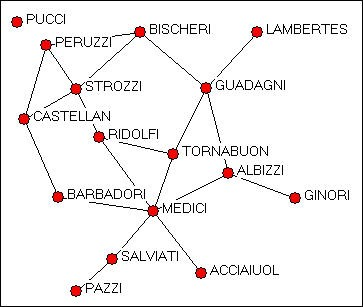 PUCCI
BISCHERI
LAMBERTES
PERUZZI
STROZZI
GUADAGNI
CASTELLAN
RIDOLFI
TORNABUON
ALBIZZI
BARBADORI
GINORI
MEDICI
SALVIATI
ACCIAIUOL
PAZZI